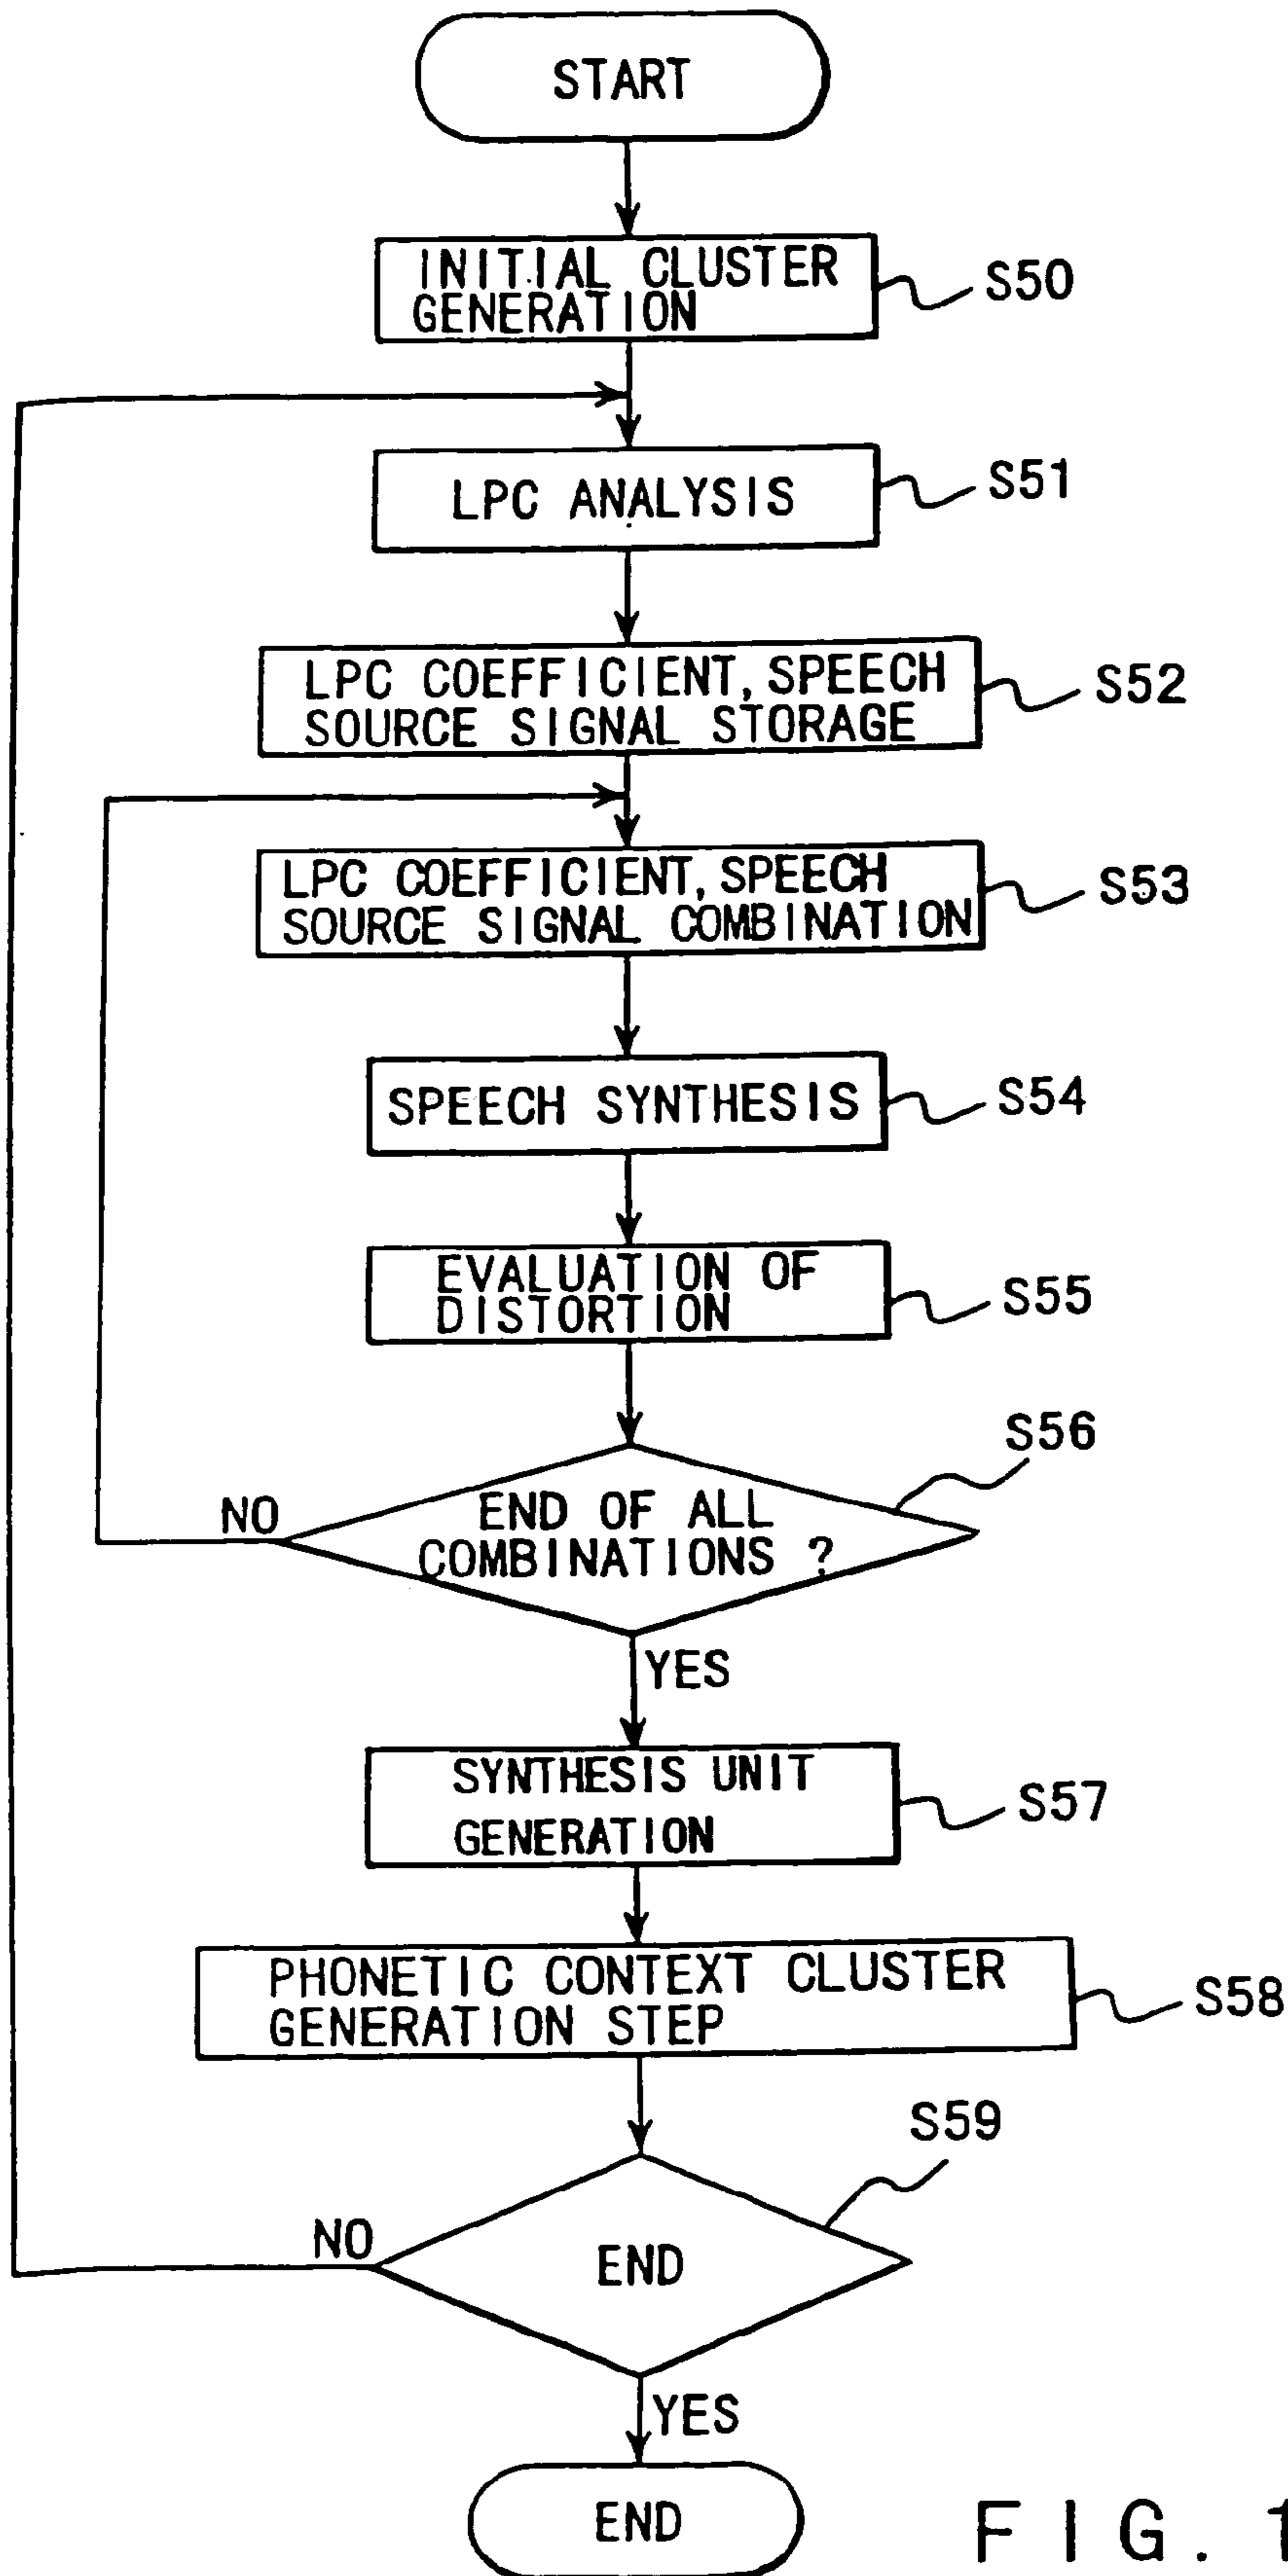 START
INITIAL CLUSTER
GENERATION
S50
LPC ANALYSIS
S51
LPC COEFFICIENT, SPEECH
SOURCE SIGNAL STORAGE
S52
LPC COEFFICIENT, SPEECH
SOURCE SIGNAL COMBINATION
S53
SPEECH SYNTHESIS
S54
EVALUATION OF
DISTORTION
S55
S56
NO
END OF ALL
COMBINATIONS ?
YES
SYNTHESIS UNIT
GENERATION
S57
PHONETIC CONTEXT CLUSTER
GENERATION STEP
S58
S59
NO
END
YES
END
FIG.